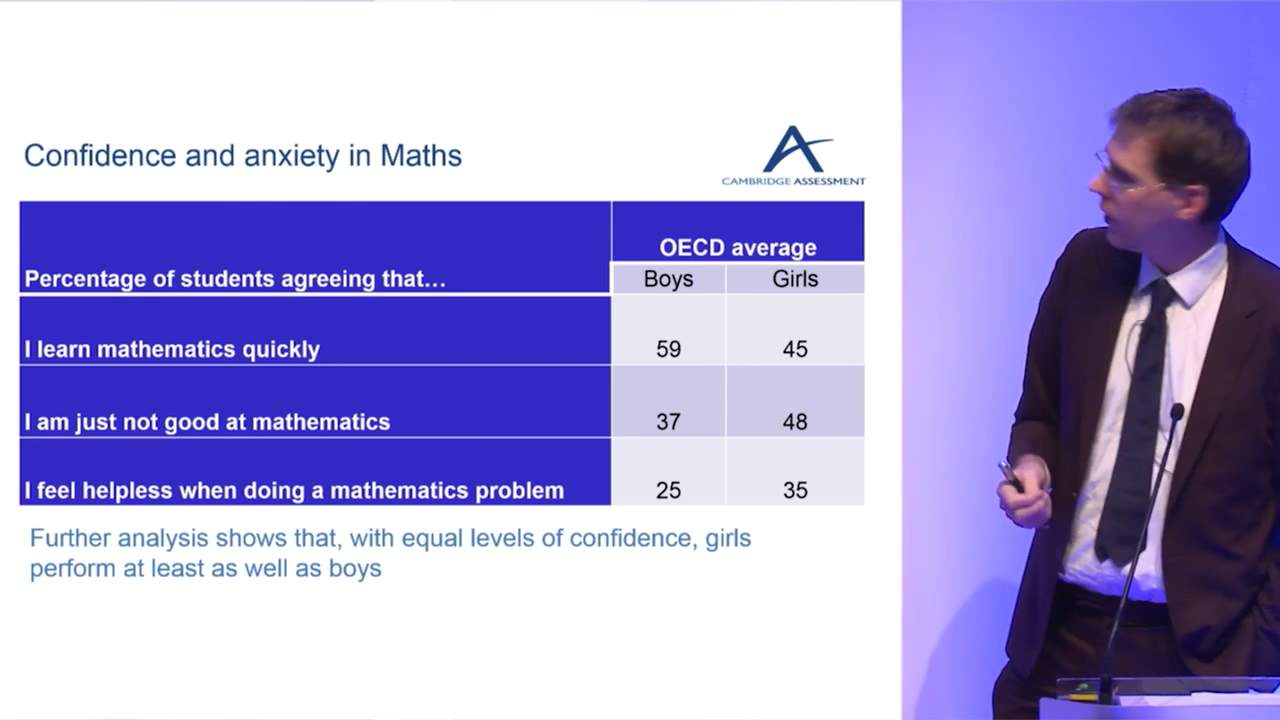 Confidence and anxiety in Maths
CAMBRIDGE ASSESSMENT
OECD average
Percentage of students agreeing that…
Boys Girls
I learn mathematics quickly 59 45
I am just not good at mathematics 37 48
I feel helpless when doing a mathematics problem 25 35
Further analysis shows that, with equal levels of confidence, girls
perform at least as well as boys